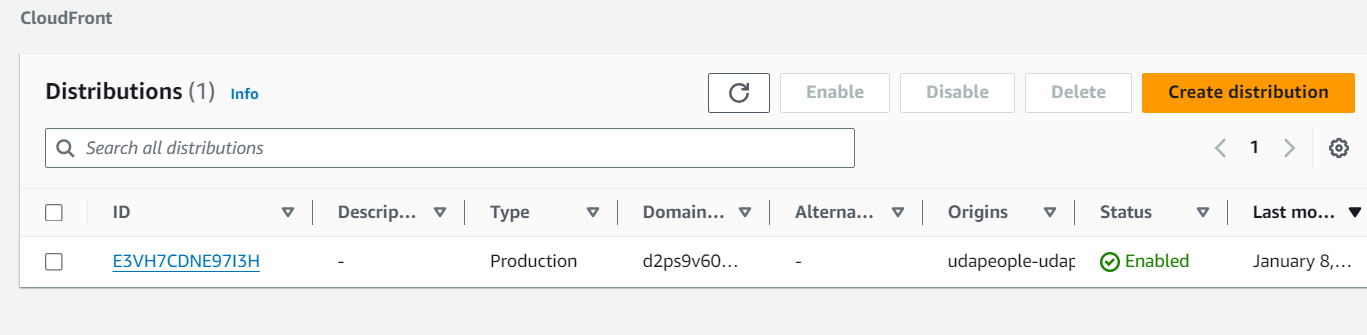 CloudFront
Distributions (1) Info Enable Disable Delete Create distribution
Search all distributions 1
ID Descrip... Type Domain... Alterna... Origins Status Last mo...
E3VH7CDNE97I3H - Production d2ps9v60... - udapeople-udap Enabled January 8,...